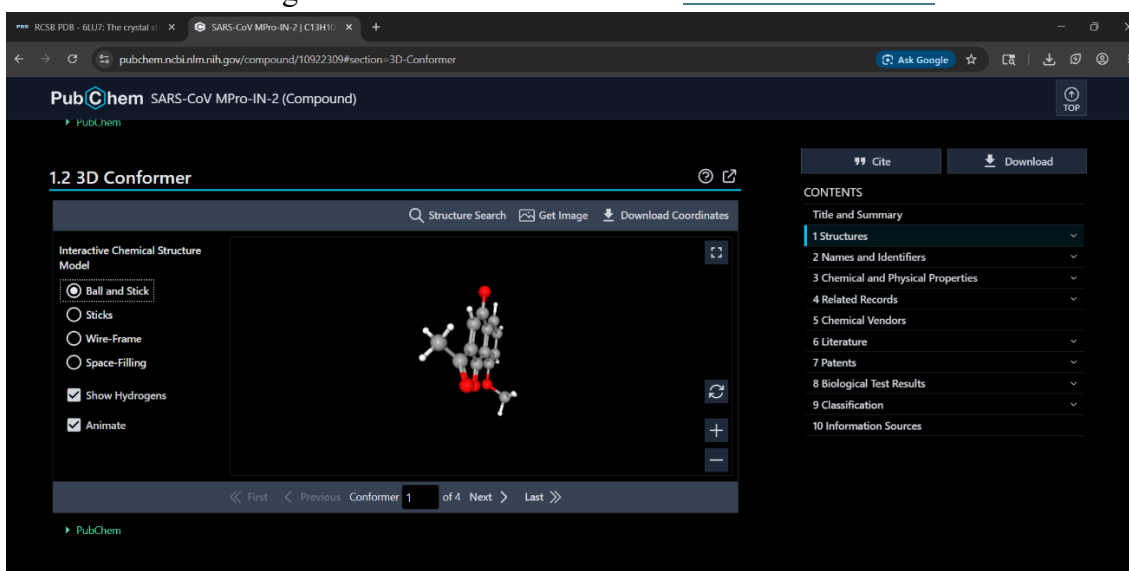 RCSB PDB - 6LU7: The crystal st
SARS-CoV MPro-IN-2 | C13H10
pubchem.ncbi.nlm.nih.gov/compound/10922309#section=3D-Conformer
Ask Google
PubChem SARS-CoV MPro-IN-2 (Compound)
TOP
PubChem
1.2 3D Conformer
Structure Search Get Image Download Coordinates
Interactive Chemical Structure
Model
Ball and Stick
Sticks
Wire-Frame
Space-Filling
Show Hydrogens
Animate
First Previous Conformer 1 of 4 Next Last
PubChem
Cite Download
CONTENTS
Title and Summary
1 Structures
2 Names and Identifiers
3 Chemical and Physical Properties
4 Related Records
5 Chemical Vendors
6 Literature
7 Patents
8 Biological Test Results
9 Classification
10 Information Sources